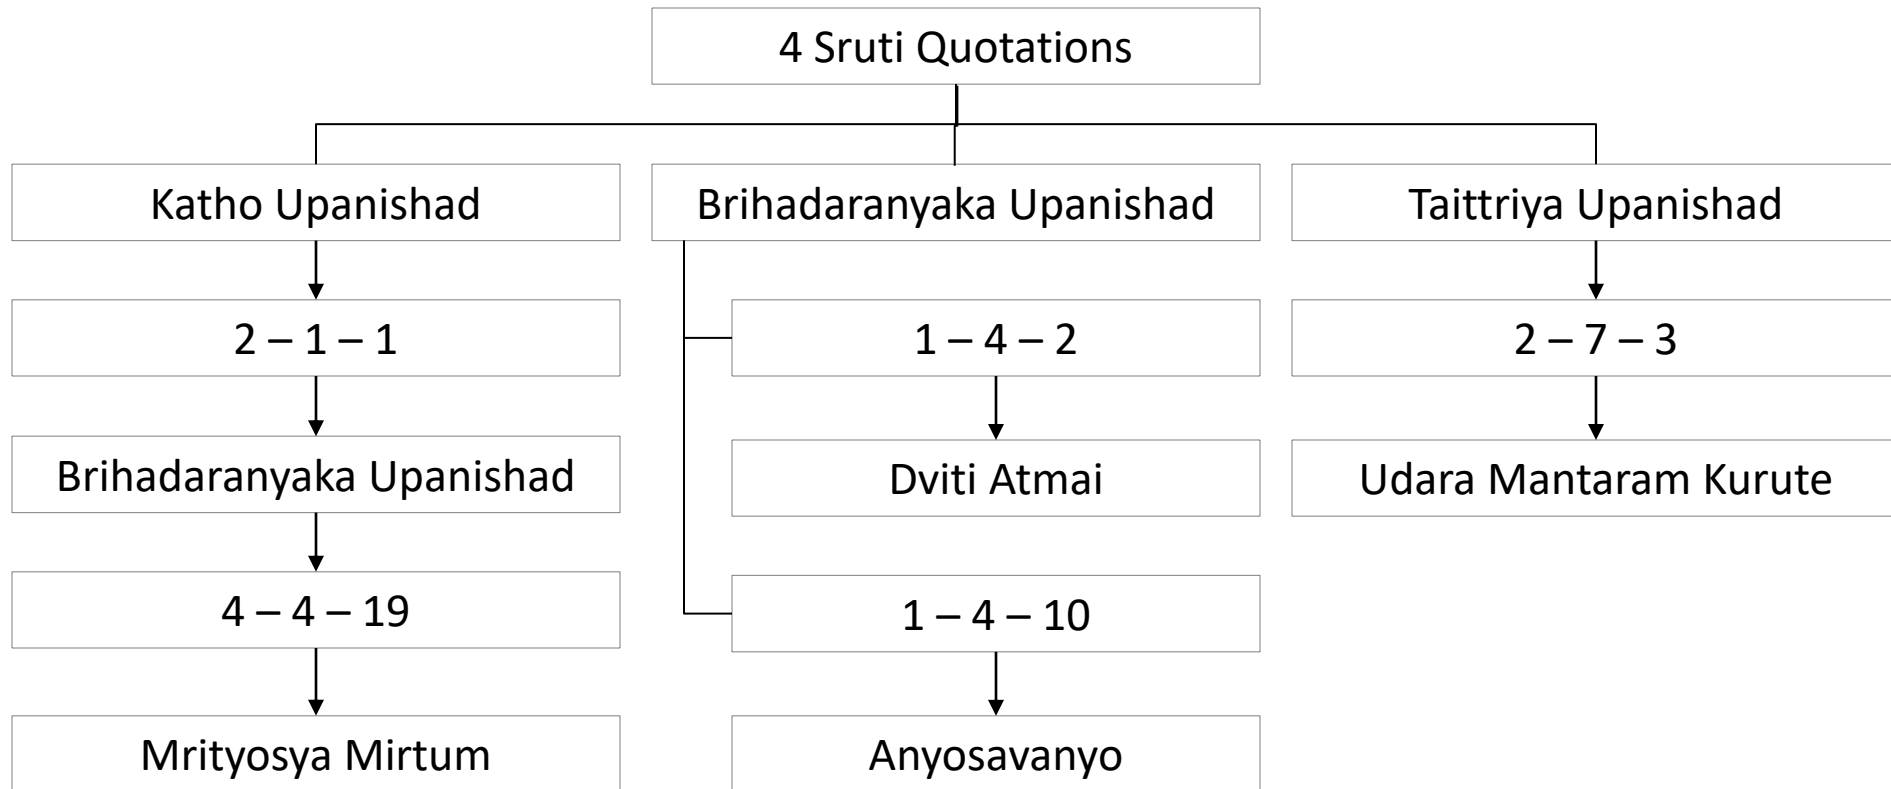 4 Sruti Quotations
Katho Upanishad
2 – 1 – 1
Brihadaranyaka Upanishad
4 – 4 – 19
Mrityosya Mirtum
Brihadaranyaka Upanishad
1 – 4 – 2
Dviti Atmai
1 – 4 – 10
Anyosavanyo
Taittriya Upanishad
2 – 7 – 3
Udara Mantaram Kurute